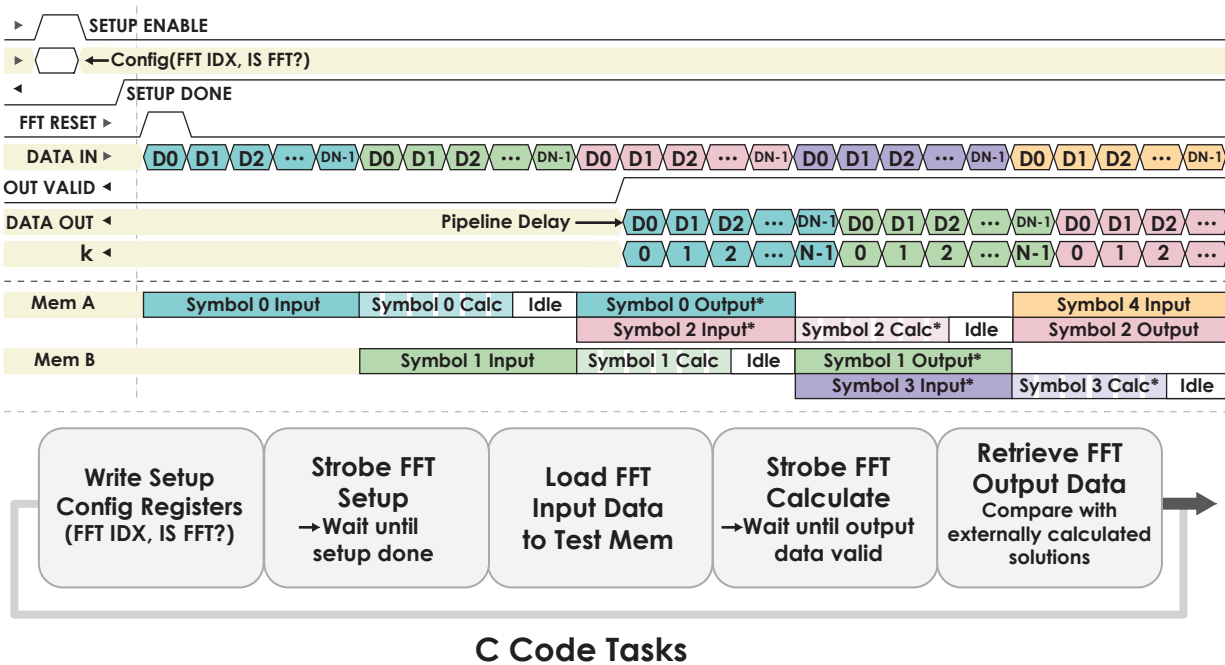 SETUP ENABLE
Config(FFT IDX, IS FFT?)
SETUP DONE
FFT RESET
DATA IN D0 D1 D2 ... DN-1 D0 D1 D2 ... DN-1 D0 D1 D2 ... DN-1 D0 D1 D2 ... DN-1 D0 D1 D2 ... DN-1
OUT VALID
DATA OUT Pipeline Delay D0 D1 D2 ... DN-1 D0 D1 D2 ... DN-1 D0 D1 D2 ...
k 0 1 2 ... N-1 0 1 2 ... N-1 0 1 2 ...
Mem A Symbol 0 Input Symbol 0 Calc Idle Symbol 0 Output* Symbol 4 Input
Symbol 2 Input* Symbol 2 Calc* Idle Symbol 2 Output
Mem B Symbol 1 Input Symbol 1 Calc Idle Symbol 1 Output*
Symbol 3 Input* Symbol 3 Calc* Idle
Write Setup
Config Registers
(FFT IDX, IS FFT?)
Strobe FFT
Setup
→Wait until
setup done
Load FFT
Input Data
to Test Mem
Strobe FFT
Calculate
→Wait until output
data valid
Retrieve FFT
Output Data
Compare with
externally calculated
solutions
C Code Tasks